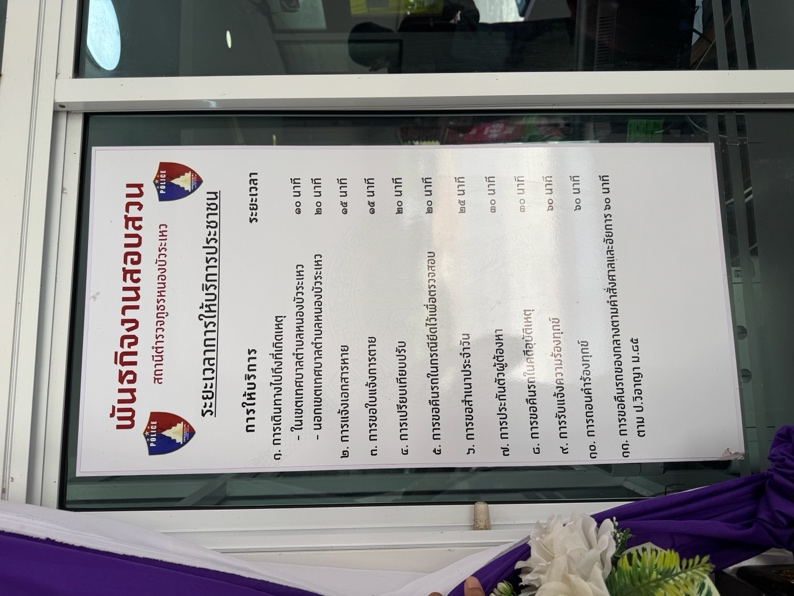 พันธกิจงานสอบสวน
สถานีตำรวจภูธรหนองบัวระเหว
POLICE
POLICE
ระยะเวลาการให้บริการประชาชน
การให้บริการ ระยะเวลา
๑. การเดินทางไปถึงที่เกิดเหตุ
- ในเขตเทศบาลตำบลหนองบัวระเหว ๑๐ นาที
- นอกเขตเทศบาลตำบลหนองบัวระเหว ๒๐ นาที
๒. การแจ้งเอกสารหาย ๑๕ นาที
๓. การขอใบแจ้งการตาย ๑๕ นาที
๔. การเปรียบเทียบปรับ ๒๐ นาที
๕. การขอคืนรถในกรณียึดไว้เพื่อตรวจสอบ ๒๐ นาที
๖. การขอสำเนาประจำวัน ๒๕ นาที
๗. การประกันตัวผู้ต้องหา ๓๐ นาที
๘. การขอคืนรถในคดีอุบัติเหตุ ๓๐ นาที
๙. การรับแจ้งความร้องทุกข์ ๖๐ นาที
๑๐. การถอนคำร้องทุกข์ ๖๐ นาที
๑๑. การขอคืนรถของกลางตามคำสั่งศาลและอัยการ ๖๐ นาที
ตาม ป.วิอาญา ม.๘๕